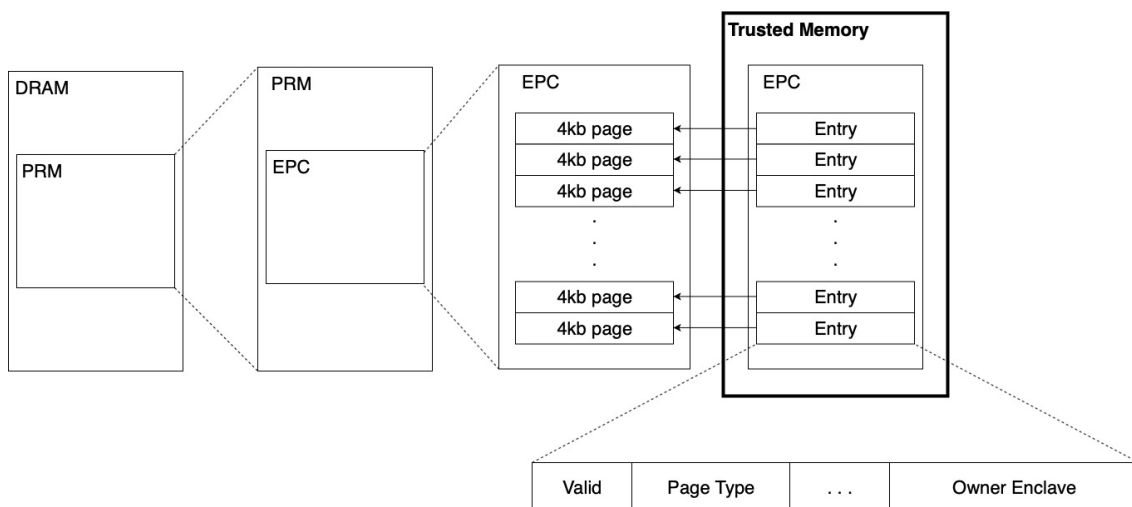 Trusted Memory
DRAM
PRM
PRM
EPC
EPC
4kb page
4kb page
4kb page
.
.
.
4kb page
4kb page
EPC
Entry
Entry
Entry
.
.
.
Entry
Entry
Valid
Page Type
. . .
Owner Enclave